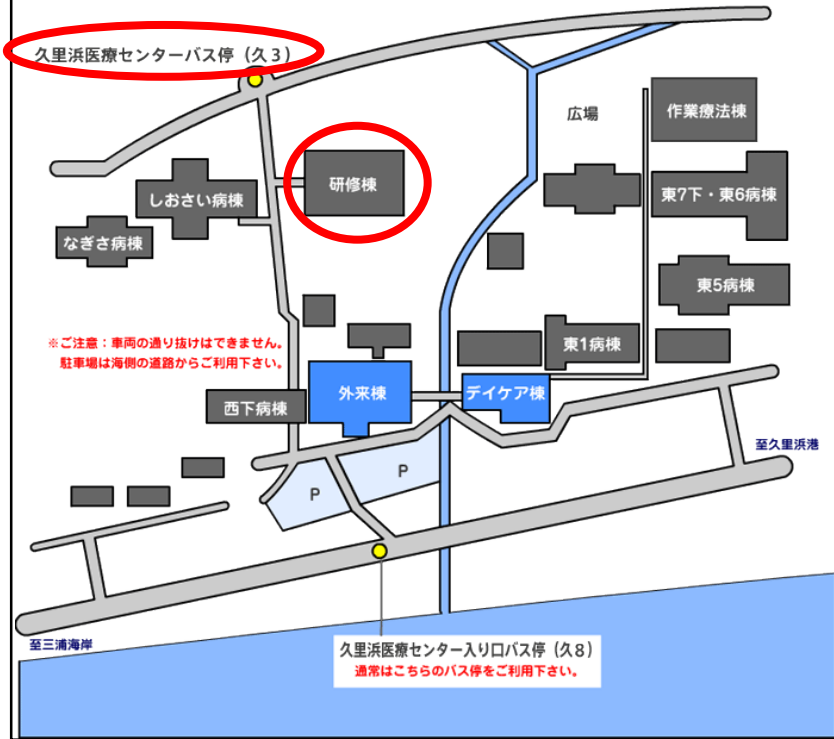 久里浜医療センターバス停（久３）
広場
作業療法棟
研修棟
しおさい病棟
東7下・東6病棟
なぎさ病棟
東5病棟
※ご注意：車両の通り抜けはできません。
駐車場は海側の道路からご利用下さい。
東1病棟
外来棟
デイケア棟
西下病棟
至久里浜港
P
P
至三浦海岸
久里浜医療センター入り口バス停（久８）
通常はこちらのバス停をご利用下さい。